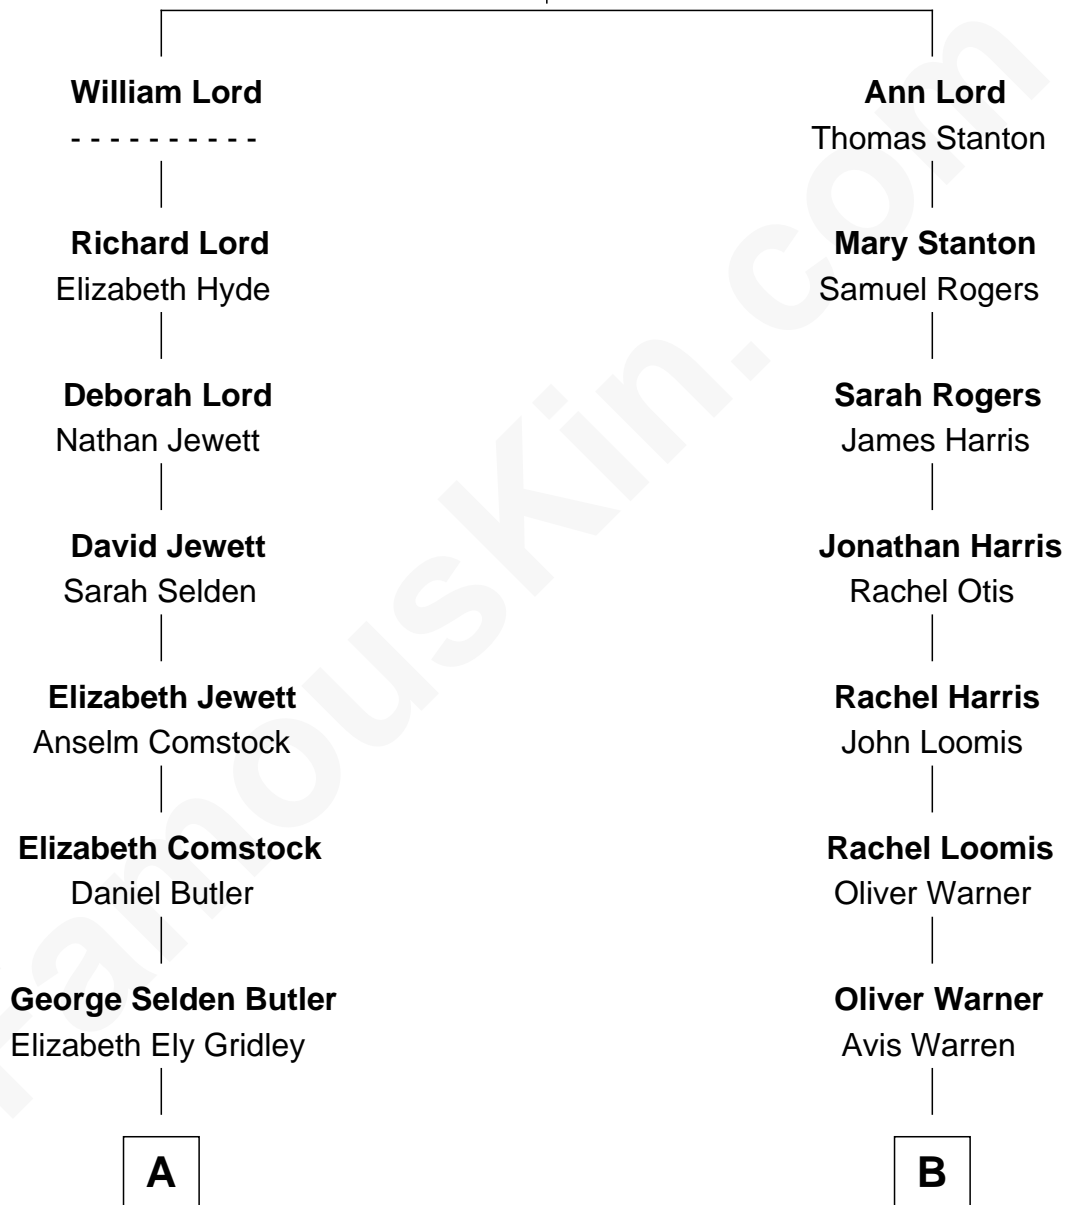 William Lord
- - - - - - - - - -
Richard Lord
Elizabeth Hyde
Deborah Lord
Nathan Jewett
David Jewett
Sarah Selden
Elizabeth Jewett
Anselm Comstock
Elizabeth Comstock
Daniel Butler
George Selden Butler
Elizabeth Ely Gridley
A
Ann Lord
Thomas Stanton
Mary Stanton
Samuel Rogers
Sarah Rogers
James Harris
Jonathan Harris
Rachel Otis
Rachel Harris
John Loomis
Rachel Loomis
Oliver Warner
Oliver Warner
Avis Warren
B
FamousKin.com